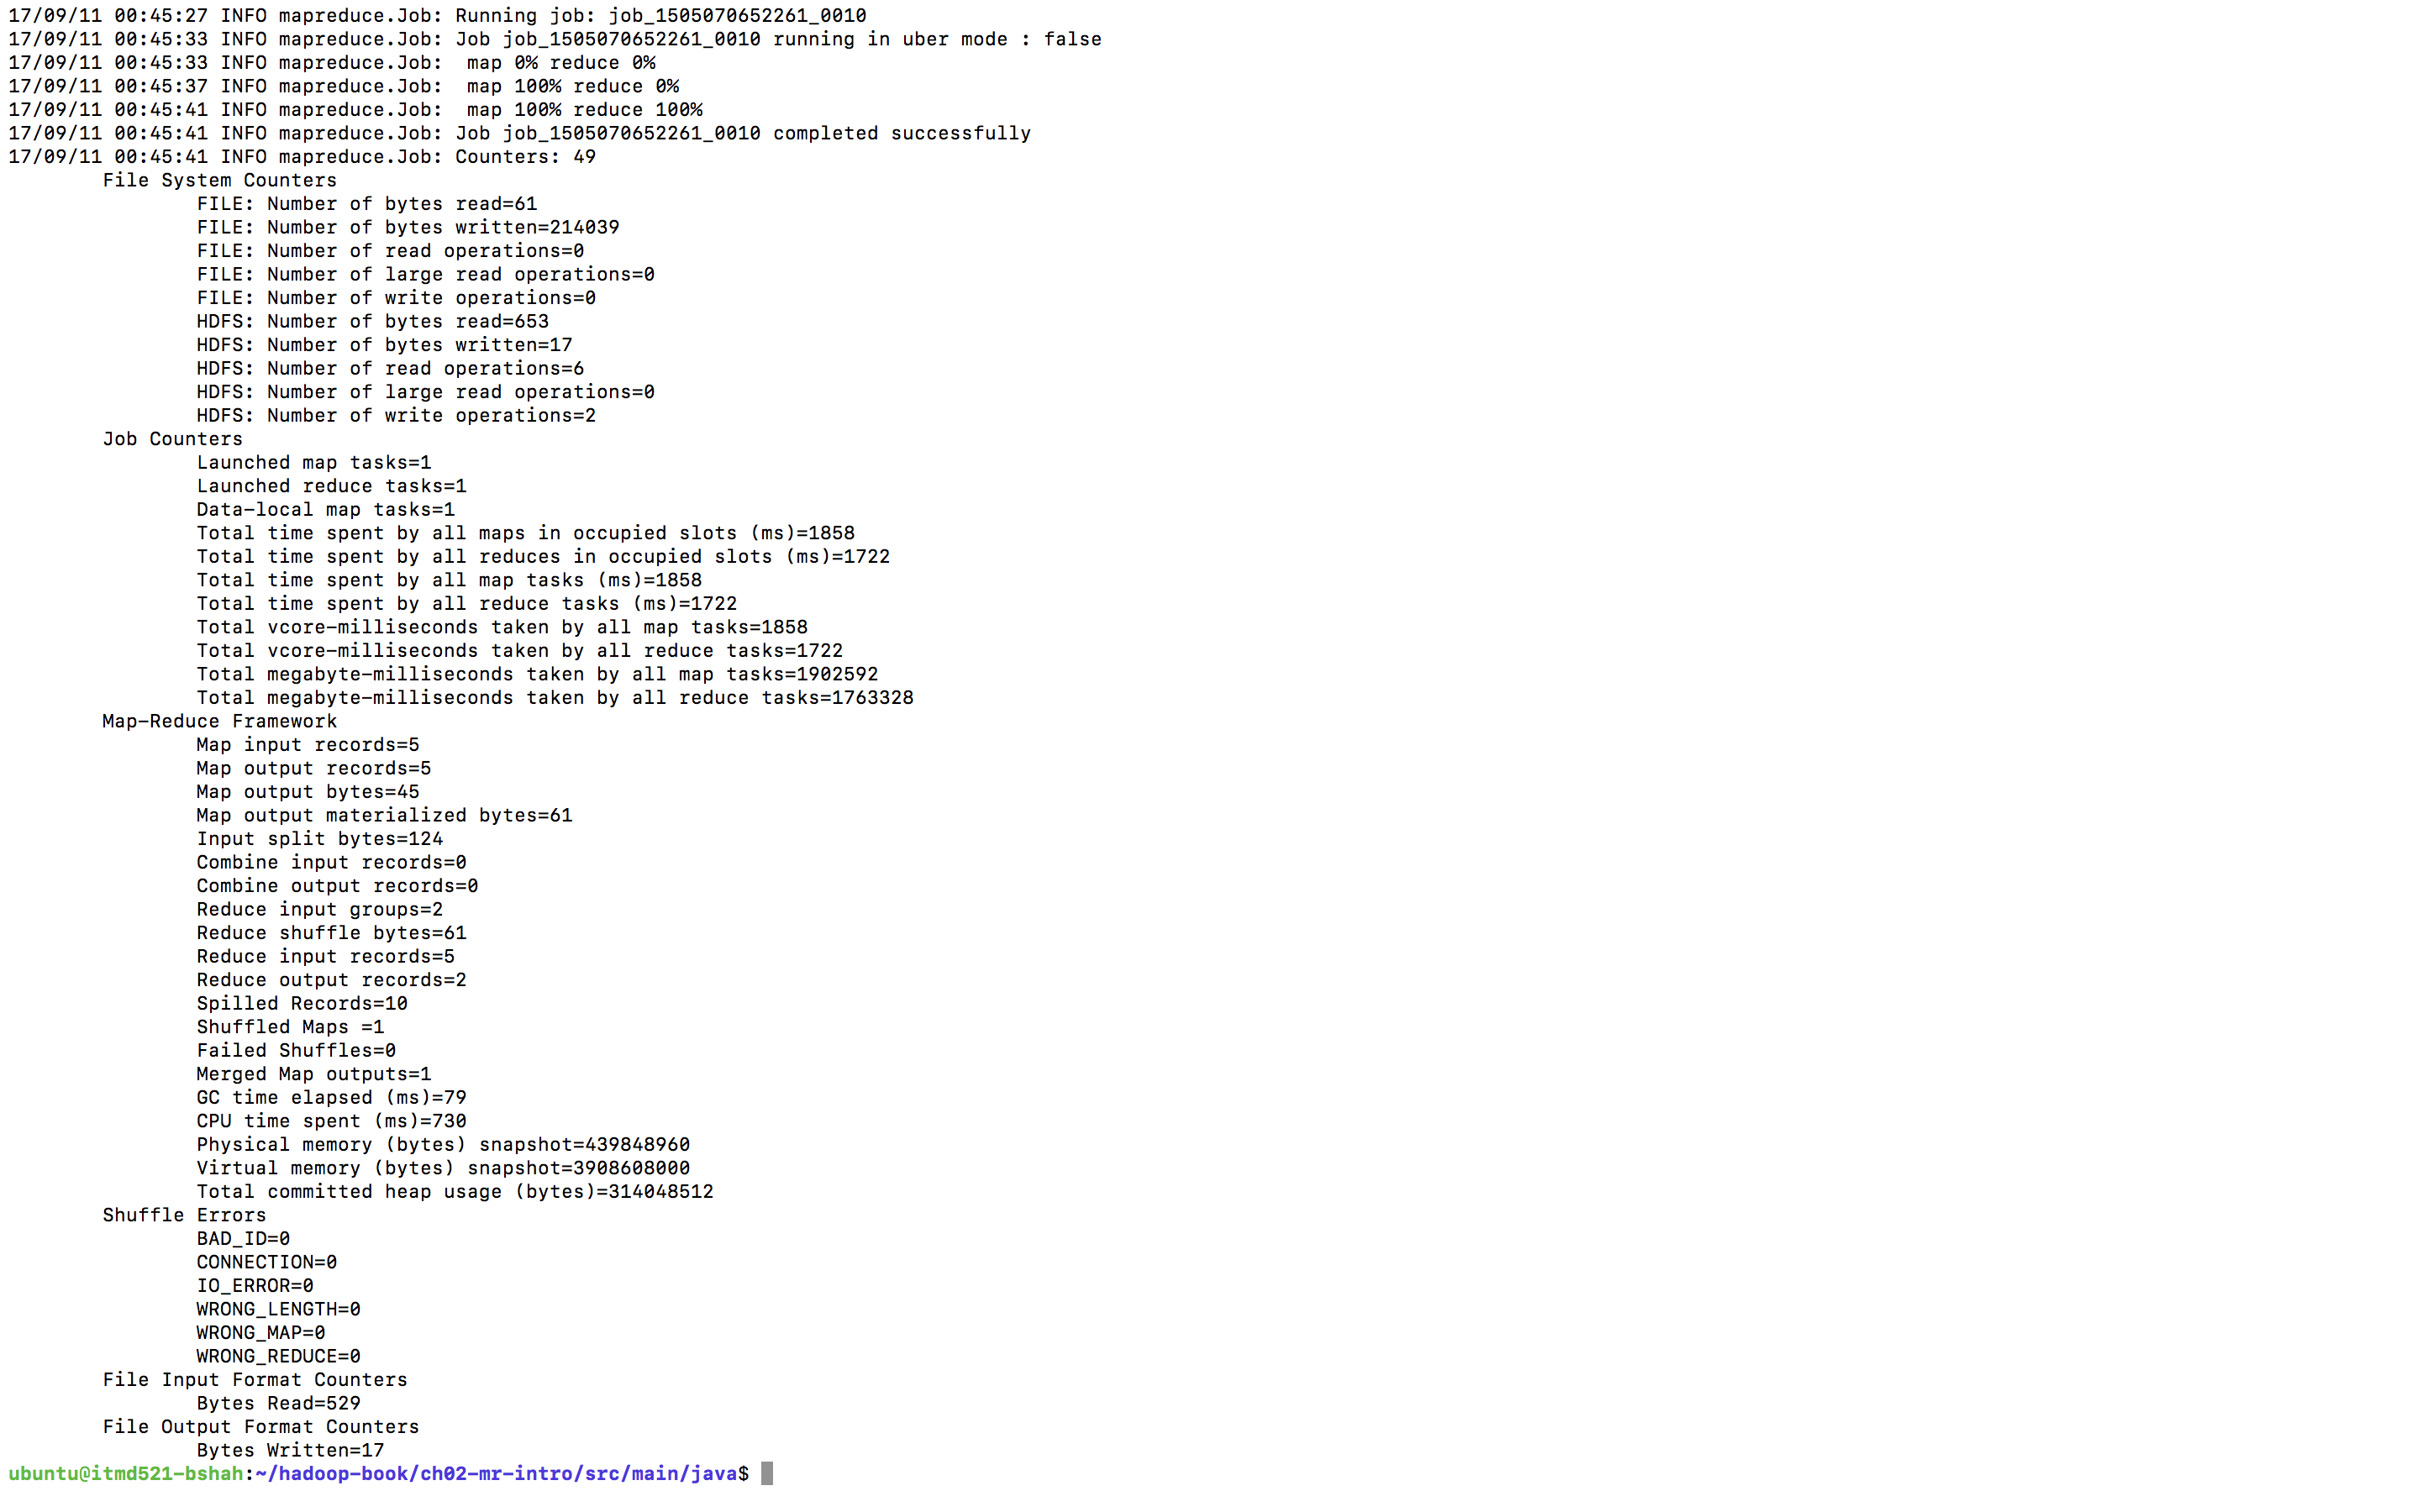 17/09/11 00:45:27 INFO mapreduce.Job: Running job: job_1505070652261_0010
17/09/11 00:45:33 INFO mapreduce.Job: Job job_1505070652261_0010 running in uber mode : false
17/09/11 00:45:33 INFO mapreduce.Job:  map 0% reduce 0%
17/09/11 00:45:37 INFO mapreduce.Job:  map 100% reduce 0%
17/09/11 00:45:41 INFO mapreduce.Job:  map 100% reduce 100%
17/09/11 00:45:41 INFO mapreduce.Job: Job job_1505070652261_0010 completed successfully
17/09/11 00:45:41 INFO mapreduce.Job: Counters: 49
File System Counters
FILE: Number of bytes read=61
FILE: Number of bytes written=214039
FILE: Number of read operations=0
FILE: Number of large read operations=0
FILE: Number of write operations=0
HDFS: Number of bytes read=653
HDFS: Number of bytes written=17
HDFS: Number of read operations=6
HDFS: Number of large read operations=0
HDFS: Number of write operations=2
Job Counters
Launched map tasks=1
Launched reduce tasks=1
Data-local map tasks=1
Total time spent by all maps in occupied slots (ms)=1858
Total time spent by all reduces in occupied slots (ms)=1722
Total time spent by all map tasks (ms)=1858
Total time spent by all reduce tasks (ms)=1722
Total vcore-milliseconds taken by all map tasks=1858
Total vcore-milliseconds taken by all reduce tasks=1722
Total megabyte-milliseconds taken by all map tasks=1902592
Total megabyte-milliseconds taken by all reduce tasks=1763328
Map-Reduce Framework
Map input records=5
Map output records=5
Map output bytes=45
Map output materialized bytes=61
Input split bytes=124
Combine input records=0
Combine output records=0
Reduce input groups=2
Reduce shuffle bytes=61
Reduce input records=5
Reduce output records=2
Spilled Records=10
Shuffled Maps =1
Failed Shuffles=0
Merged Map outputs=1
GC time elapsed (ms)=79
CPU time spent (ms)=730
Physical memory (bytes) snapshot=439848960
Virtual memory (bytes) snapshot=3908608000
Total committed heap usage (bytes)=314048512
Shuffle Errors
BAD_ID=0
CONNECTION=0
IO_ERROR=0
WRONG_LENGTH=0
WRONG_MAP=0
WRONG_REDUCE=0
File Input Format Counters
Bytes Read=529
File Output Format Counters
Bytes Written=17
ubuntu@itmd521-bshah:~/hadoop-book/ch02-mr-intro/src/main/java$